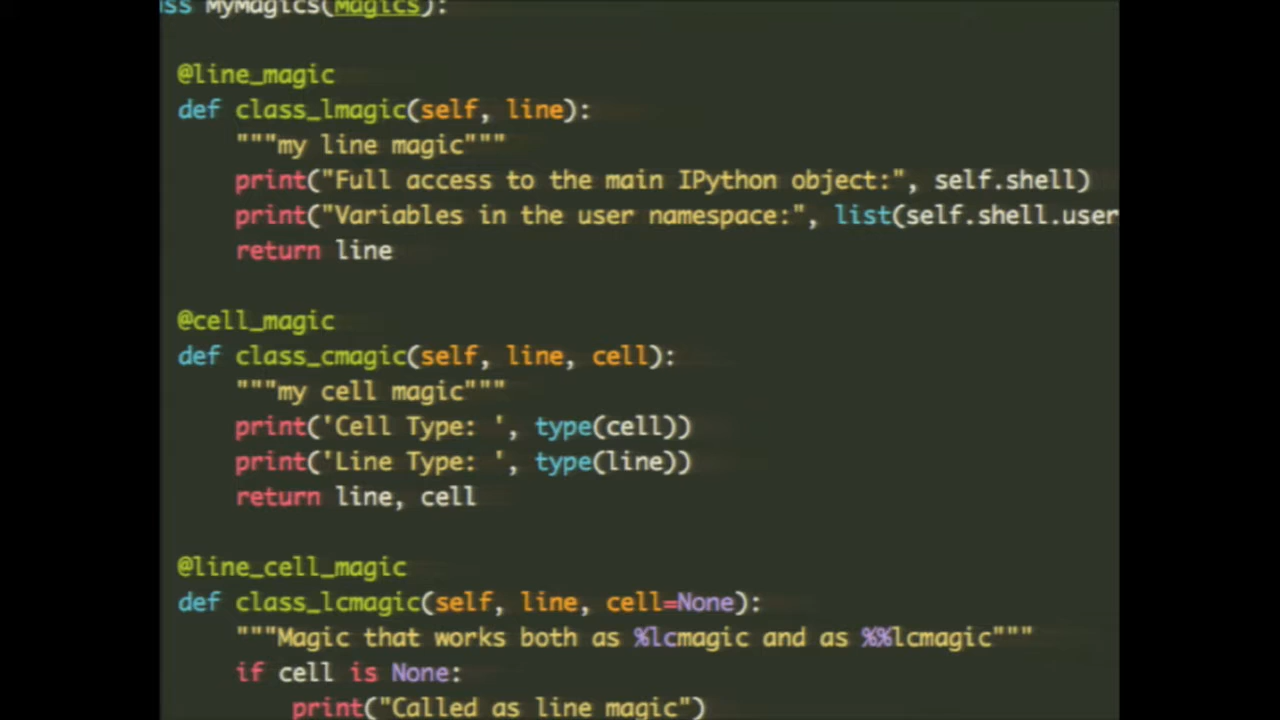 ss MyMagics(Magics):
@line_magic
def class_lmagic(self, line):
"""my line magic"""
print("Full access to the main IPython object:", self.shell)
print("Variables in the user namespace:", list(self.shell.user
return line
@cell_magic
def class_cmagic(self, line, cell):
"""my cell magic"""
print('Cell Type: ', type(cell))
print('Line Type: ', type(line))
return line, cell
@line_cell_magic
def class_lcmagic(self, line, cell=None):
"""Magic that works both as %lcmagic and as %%lcmagic"""
if cell is None:
print("Called as line magic")